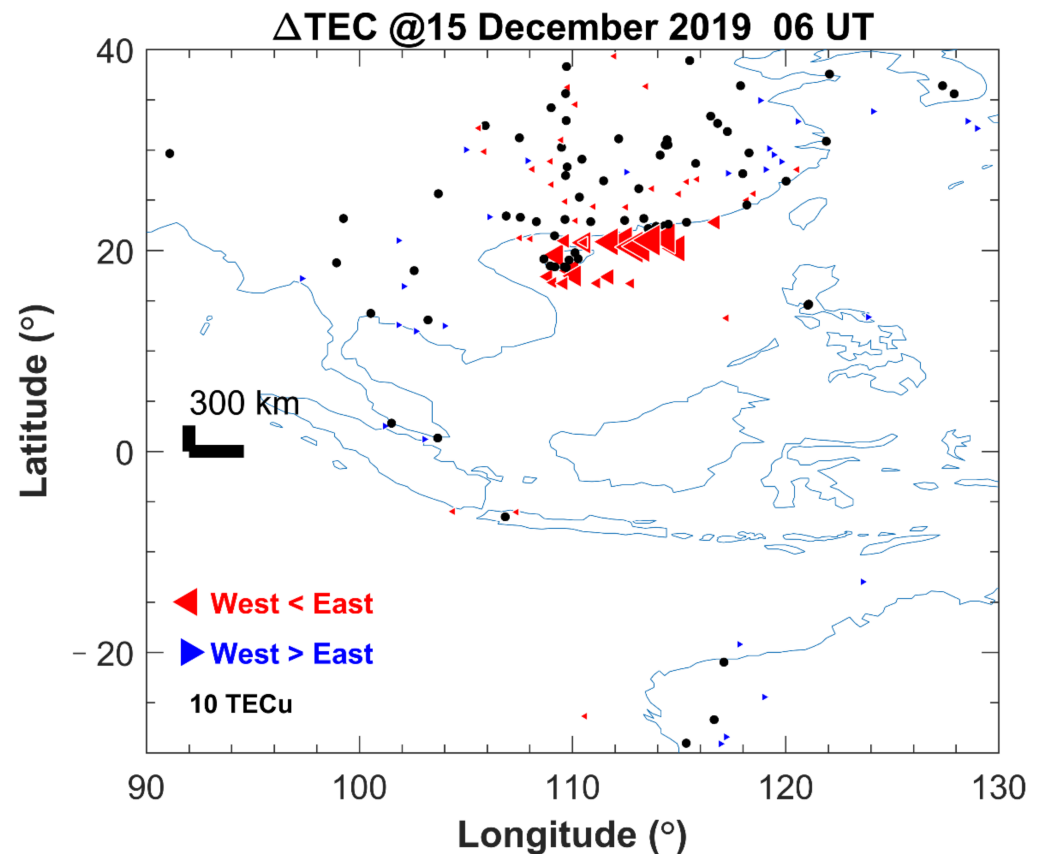 ΔTEC @15 December 2019 06 UT
40
20
0
− 20
Latitude (°)
300 km
West < East
West > East
10 TECu
90 100 110 120 130
Longitude (°)